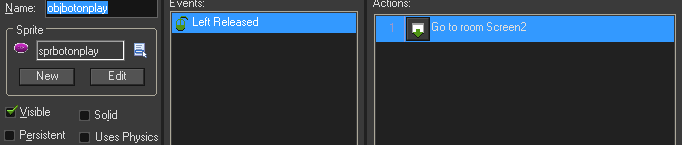 Name: objbotonplay
Sprite
sprbotonplay
New Edit
Visible Solid
Persistent Uses Physics
Events:
Left Released
Actions:
1 Go to room Screen2